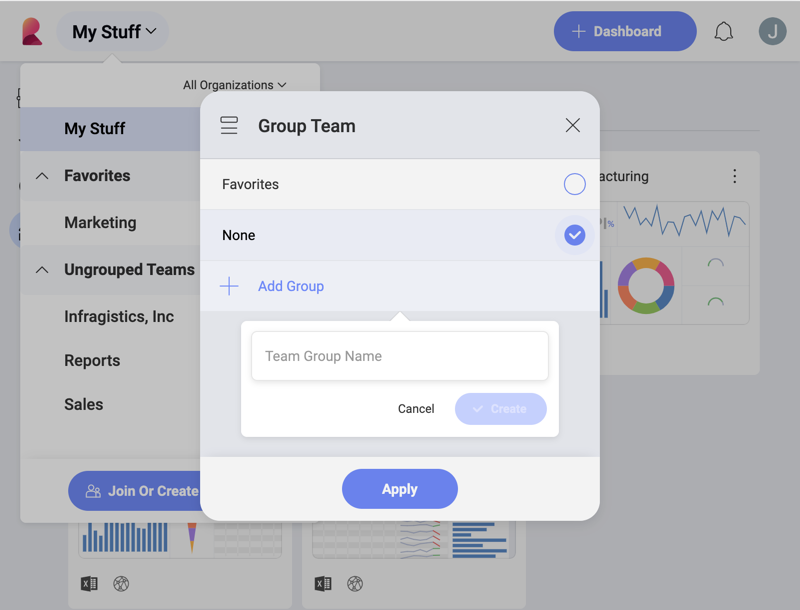 My Stuff
Dashboard
J
All Organizations
My Stuff
Favorites
Marketing
Ungrouped Teams
Infragistics, Inc
Reports
Sales
Join Or Create
Group Team
Favorites
None
Add Group
Team Group Name
Cancel
Create
Apply
acturing
%